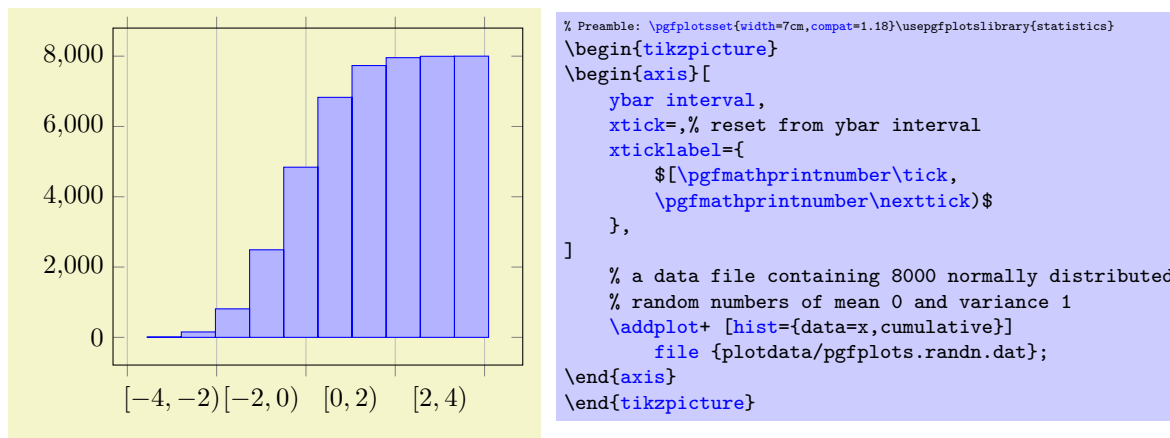 8,000
6,000
4,000
2,000
0
[−4, −2) [−2, 0) [0, 2) [2, 4)
% Preamble: \pgfplotsset{width=7cm,compat=1.18}\usepgfplotslibrary{statistics}
\begin{tikzpicture}
\begin{axis}[
    ybar interval,
    xtick=,% reset from ybar interval
    xticklabel={
        $[\pgfmathprintnumber\tick,
        \pgfmathprintnumber\nexttick)$
    },
]
    % a data file containing 8000 normally distributed
    % random numbers of mean 0 and variance 1
    \addplot+ [hist={data=x,cumulative}]
        file {plotdata/pgfplots.randn.dat};
\end{axis}
\end{tikzpicture}